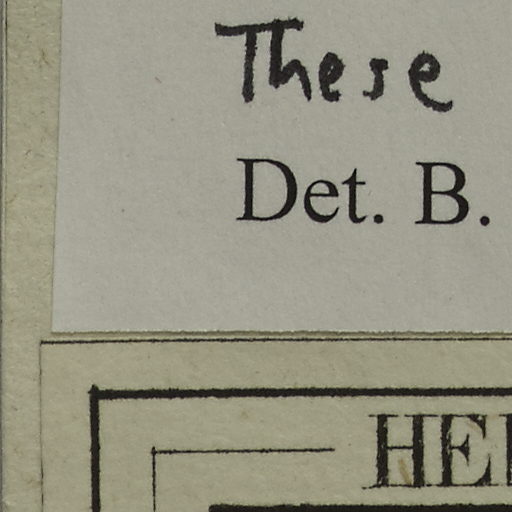 These
Det. B.
HE